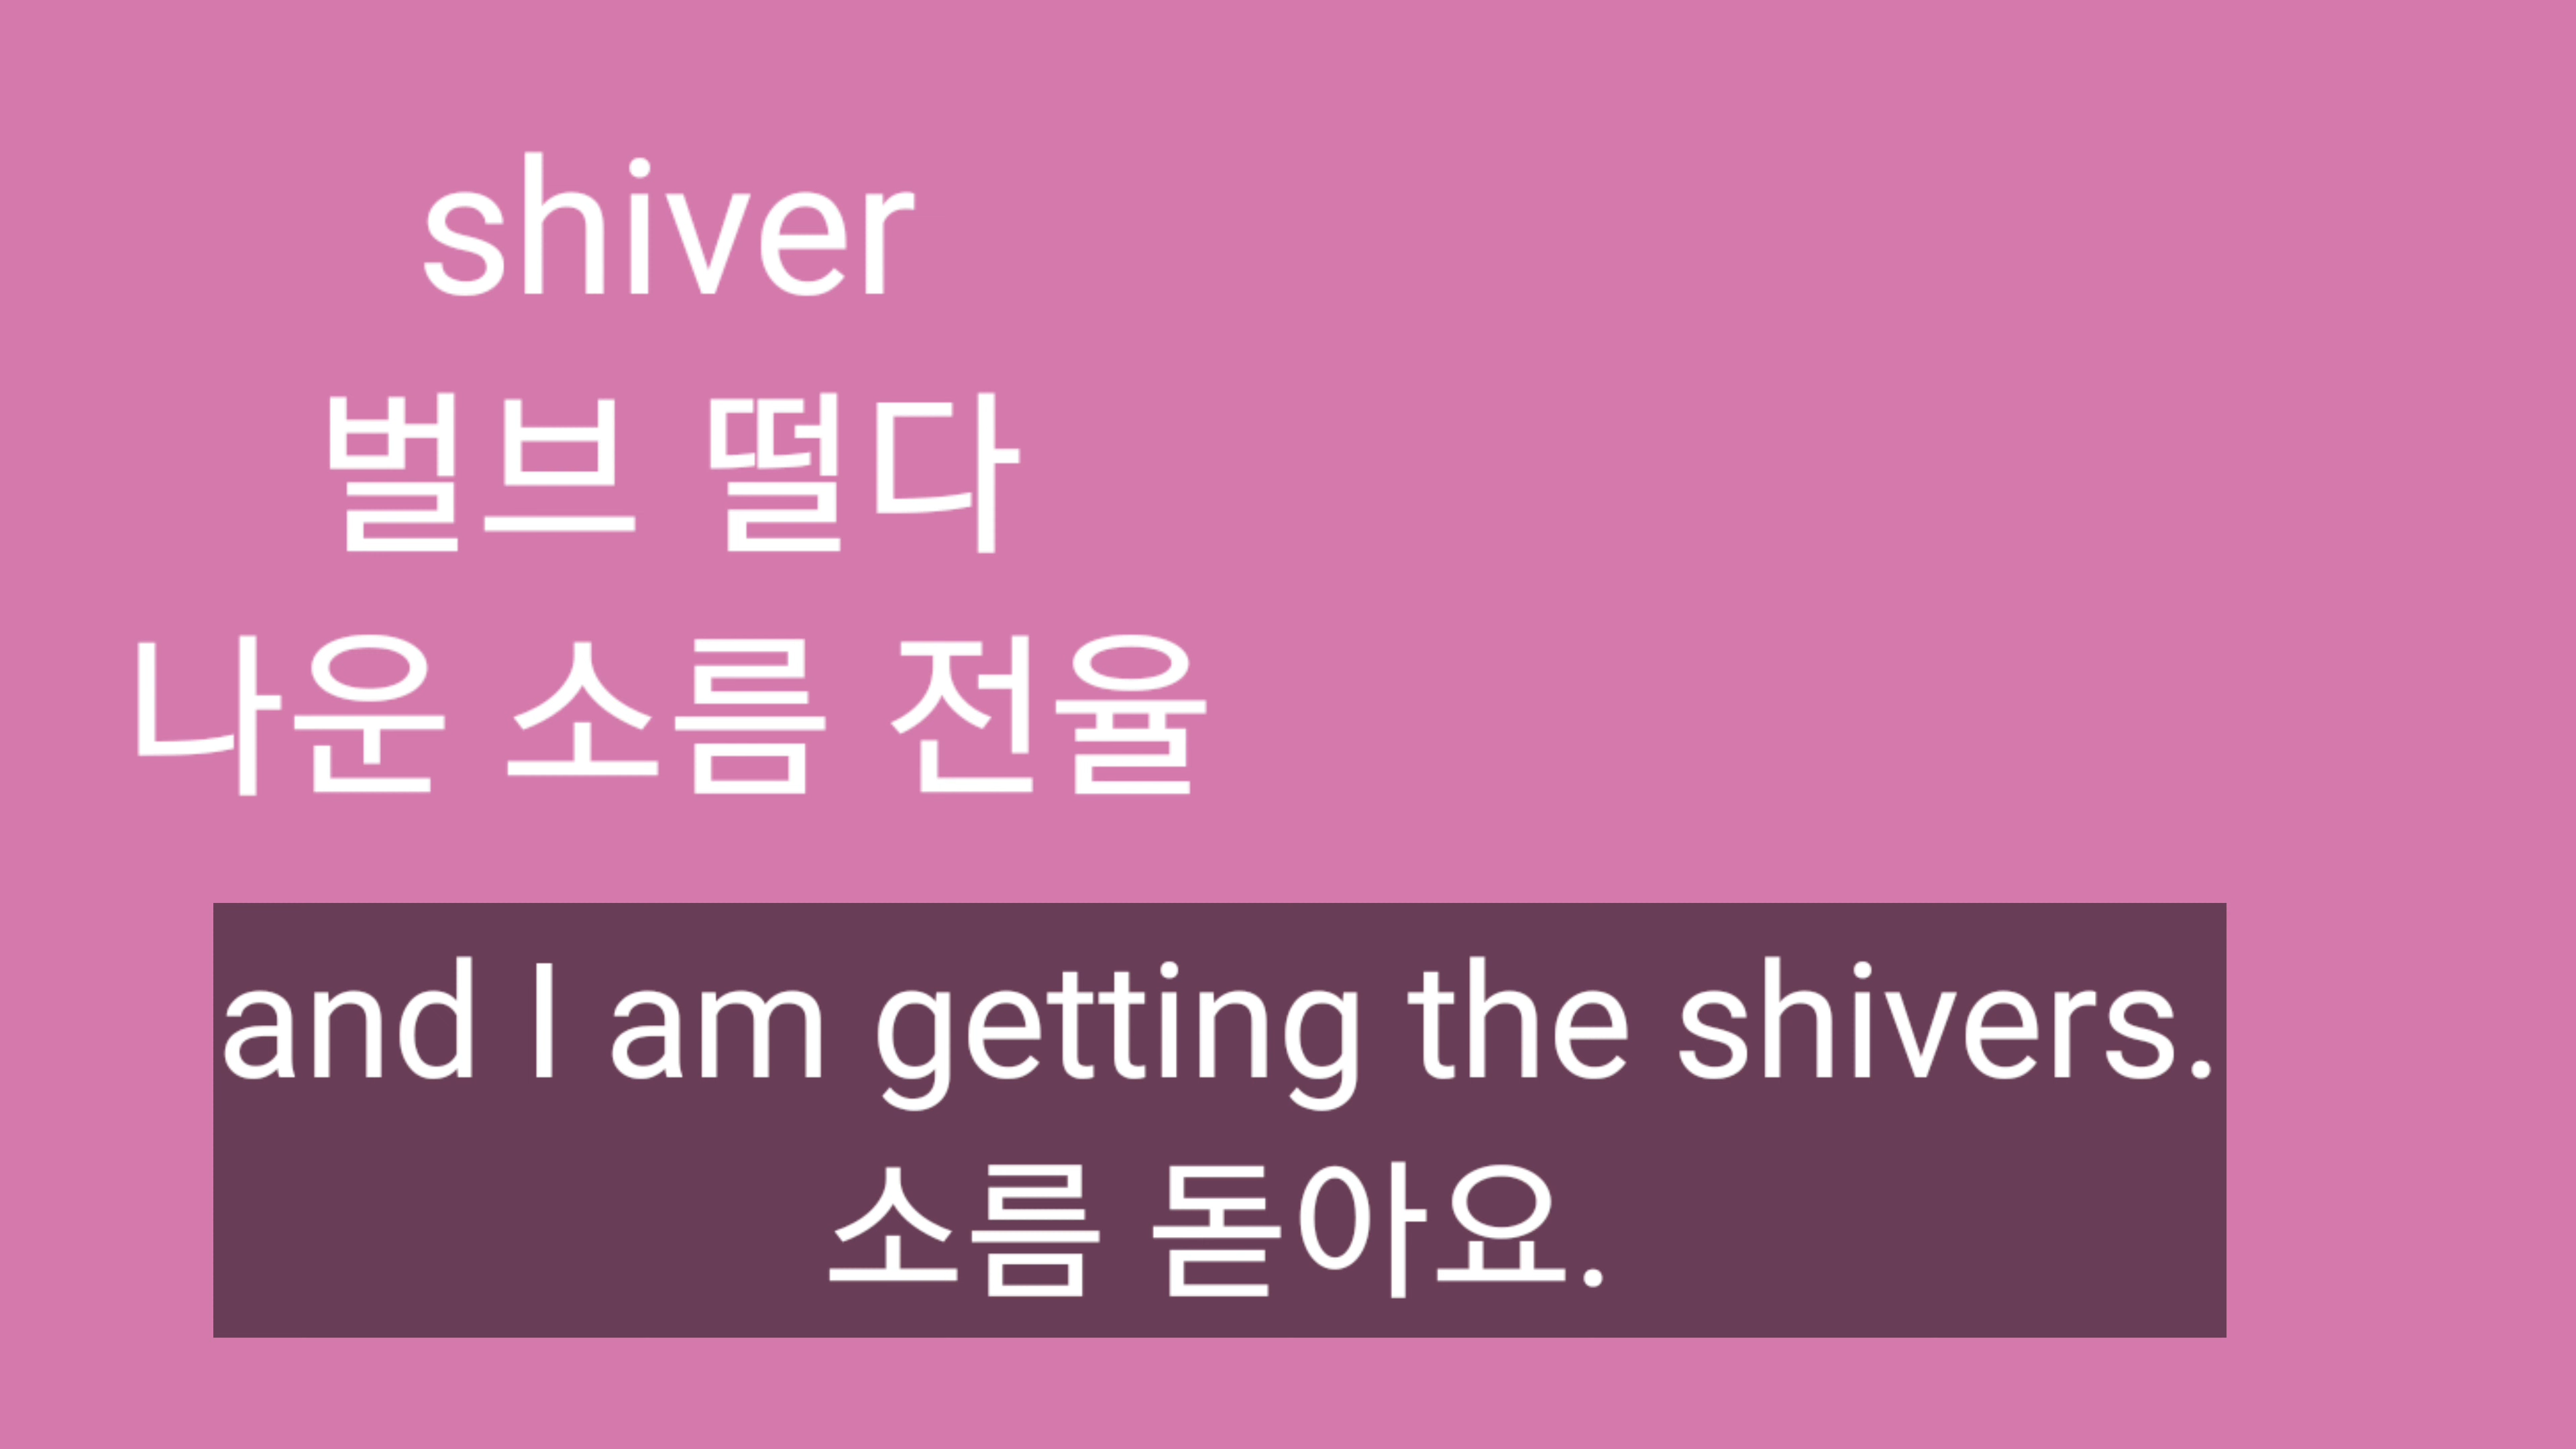 shiver
벌브 떨다
나운 소름 전율
and I am getting the shivers.
소름 돋아요.